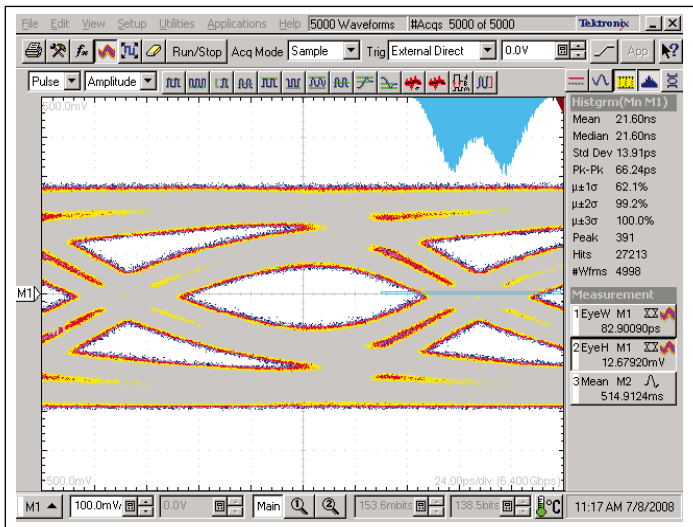 File Edit View Setup Utilities Applications Help 5000 Waveforms #Acqs 5000 of 5000 Tektronix
Run/Stop Acq Mode Sample Trig External Direct 0.0V App
Pulse Amplitude
500.0mV
Histgrm(Mn M1)
Mean 21.60ns
Median 21.60ns
Std Dev 13.91ps
Pk-Pk 66.24ps
µ±1σ 62.1%
µ±2σ 99.2%
µ±3σ 100.0%
Peak 391
Hits 27213
#Wfms 4998
M1
Measurement
1 EyeW M1
82.90090ps
2 EyeH M1
12.67920mV
3 Mean M2
514.9124ms
-500.0mV
24.00ps/div (6.400Gbps)
M1 100.0mV/ 0.0V Main 1 2 153.6mbits 138.5bits °C 11:17 AM 7/8/2008